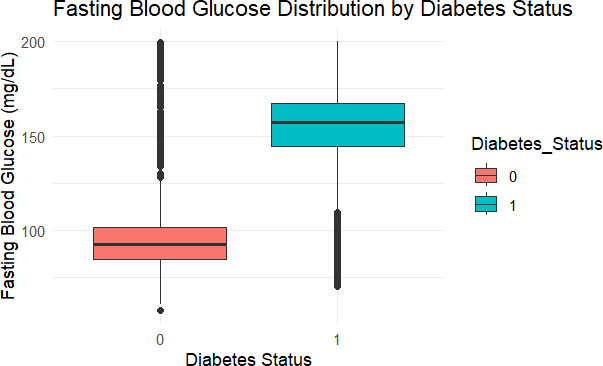 Fasting Blood Glucose Distribution by Diabetes Status
Fasting Blood Glucose (mg/dL)
200
150
100
0
1
Diabetes Status
Diabetes_Status
0
1